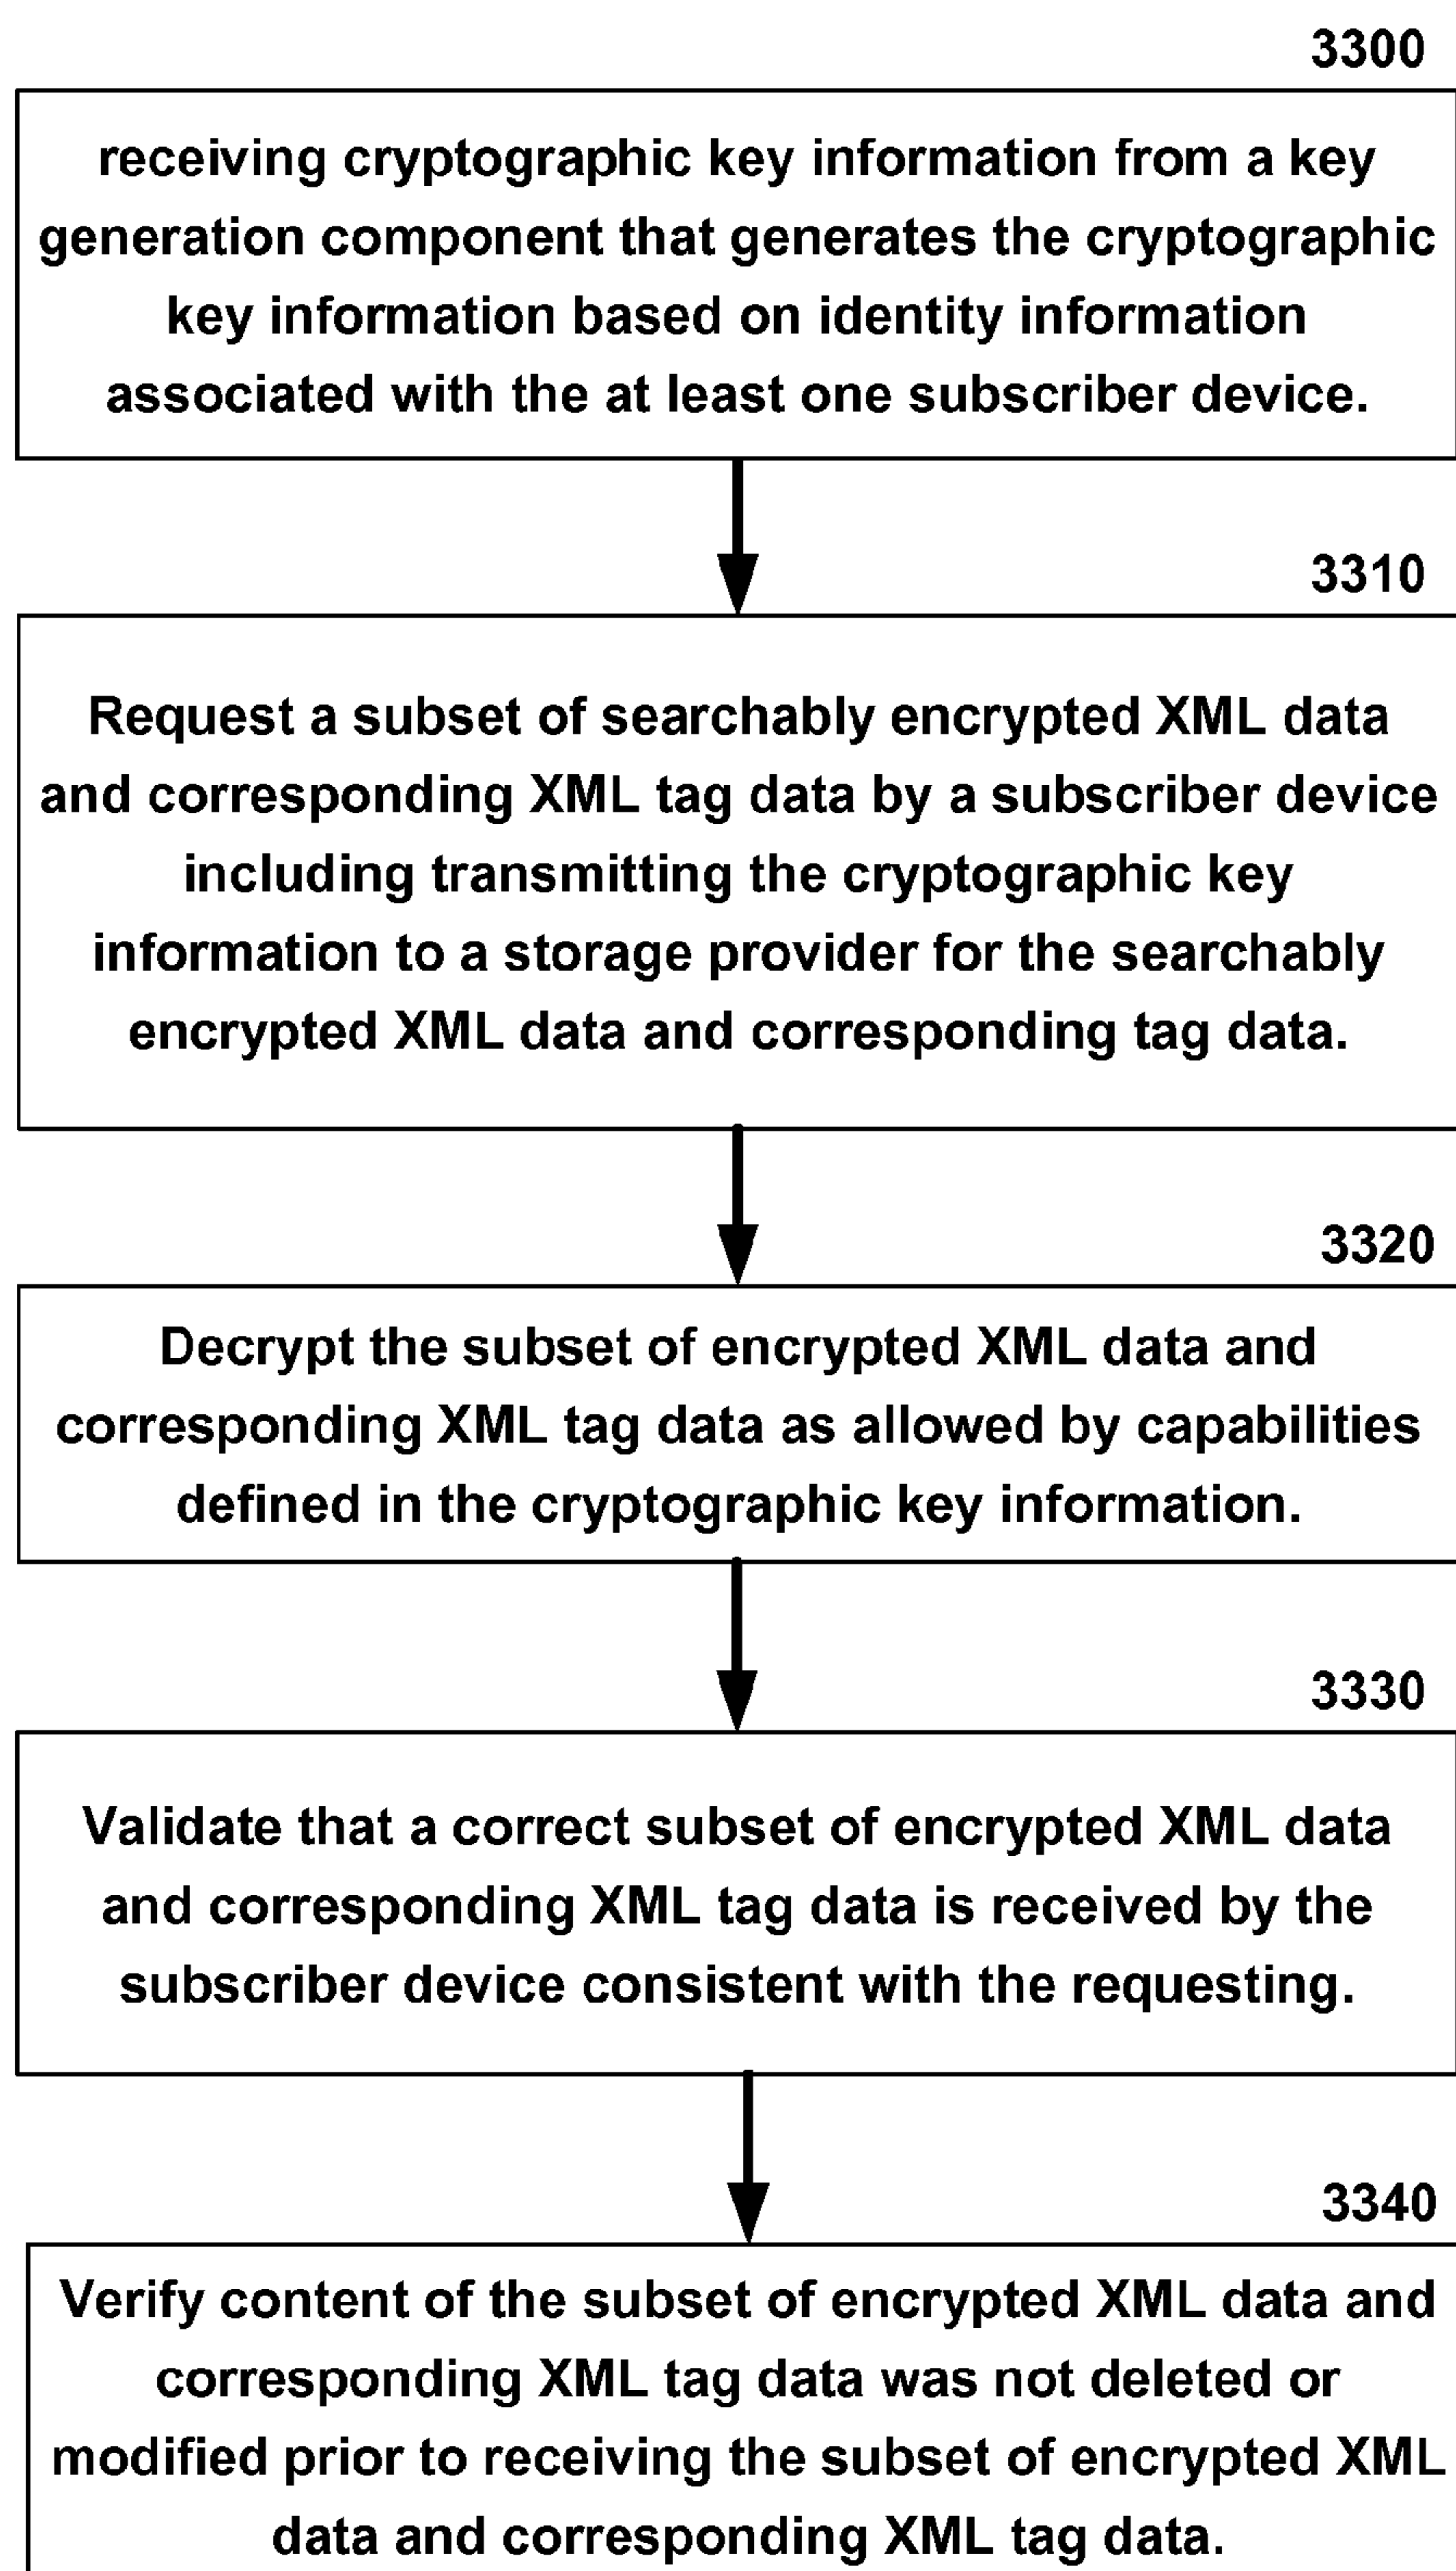 3300
receiving cryptographic key information from a key
generation component that generates the cryptographic
key information based on identity information
associated with the at least one subscriber device.
3310
Request a subset of searchably encrypted XML data
and corresponding XML tag data by a subscriber device
including transmitting the cryptographic key
information to a storage provider for the searchably
encrypted XML data and corresponding tag data.
3320
Decrypt the subset of encrypted XML data and
corresponding XML tag data as allowed by capabilities
defined in the cryptographic key information.
3330
Validate that a correct subset of encrypted XML data
and corresponding XML tag data is received by the
subscriber device consistent with the requesting.
3340
Verify content of the subset of encrypted XML data and
corresponding XML tag data was not deleted or
modified prior to receiving the subset of encrypted XML
data and corresponding XML tag data.